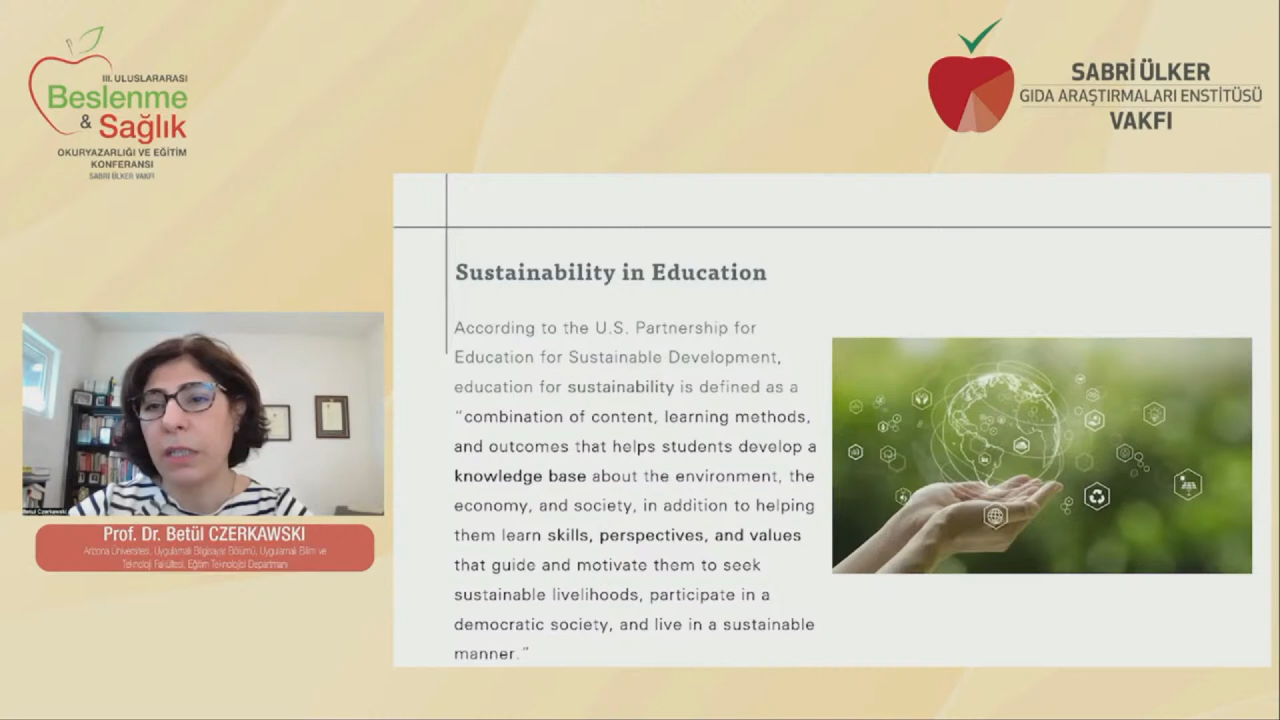 III. ULUSLARARASI
Beslenme
& Sağlık
OKURYAZARLIĞI VE EĞİTİM
KONFERANSI
SABRİ ÜLKER VAKFI
SABRİ ÜLKER
GIDA ARAŞTIRMALARI ENSTİTÜSÜ
VAKFI
Sustainability in Education
According to the U.S. Partnership for
Education for Sustainable Development,
education for sustainability is defined as a
"combination of content, learning methods,
and outcomes that helps students develop a
knowledge base about the environment, the
economy, and society, in addition to helping
them learn skills, perspectives, and values
that guide and motivate them to seek
sustainable livelihoods, participate in a
democratic society, and live in a sustainable
manner."
Betul Czerkawski
Prof. Dr. Betül CZERKAWSKI
Arizona Üniversitesi, Uygulamalı Bilgisayar Bölümü, Uygulamalı Bilim ve
Teknoloji Fakültesi, Eğitim Teknolojisi Departmanı